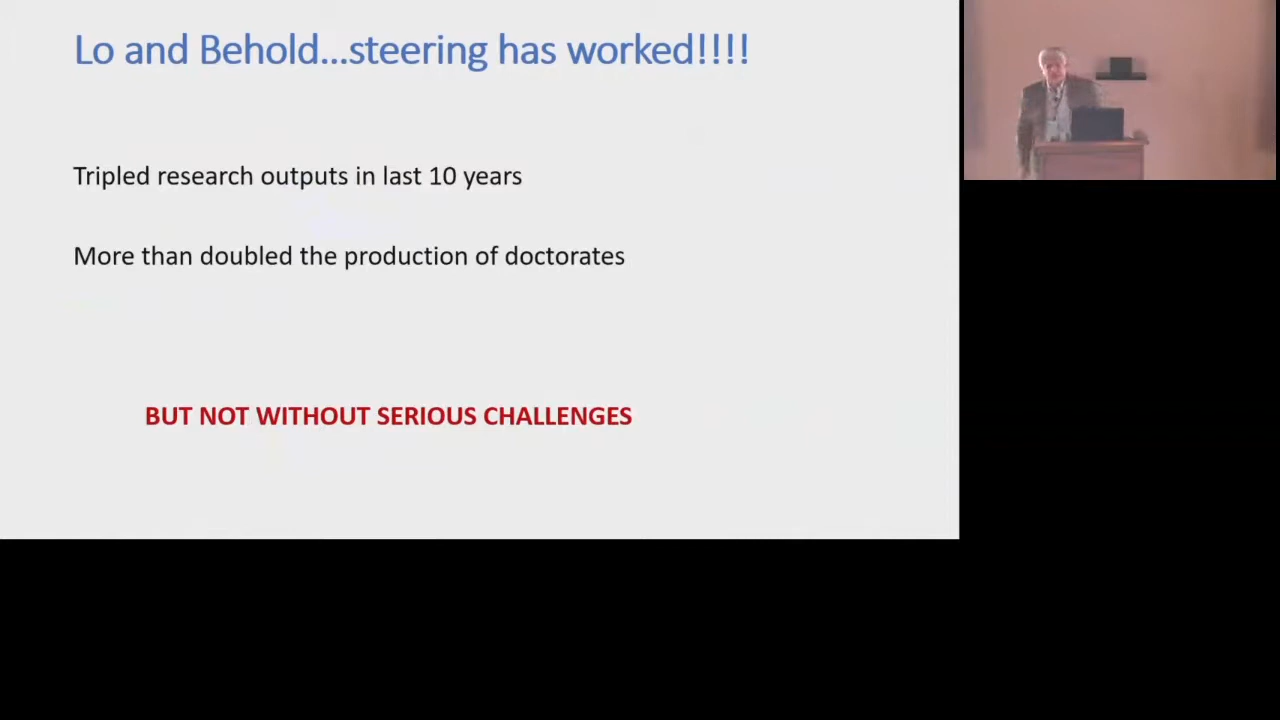 Lo and Behold...steering has worked!!!!
Tripled research outputs in last 10 years
More than doubled the production of doctorates
BUT NOT WITHOUT SERIOUS CHALLENGES